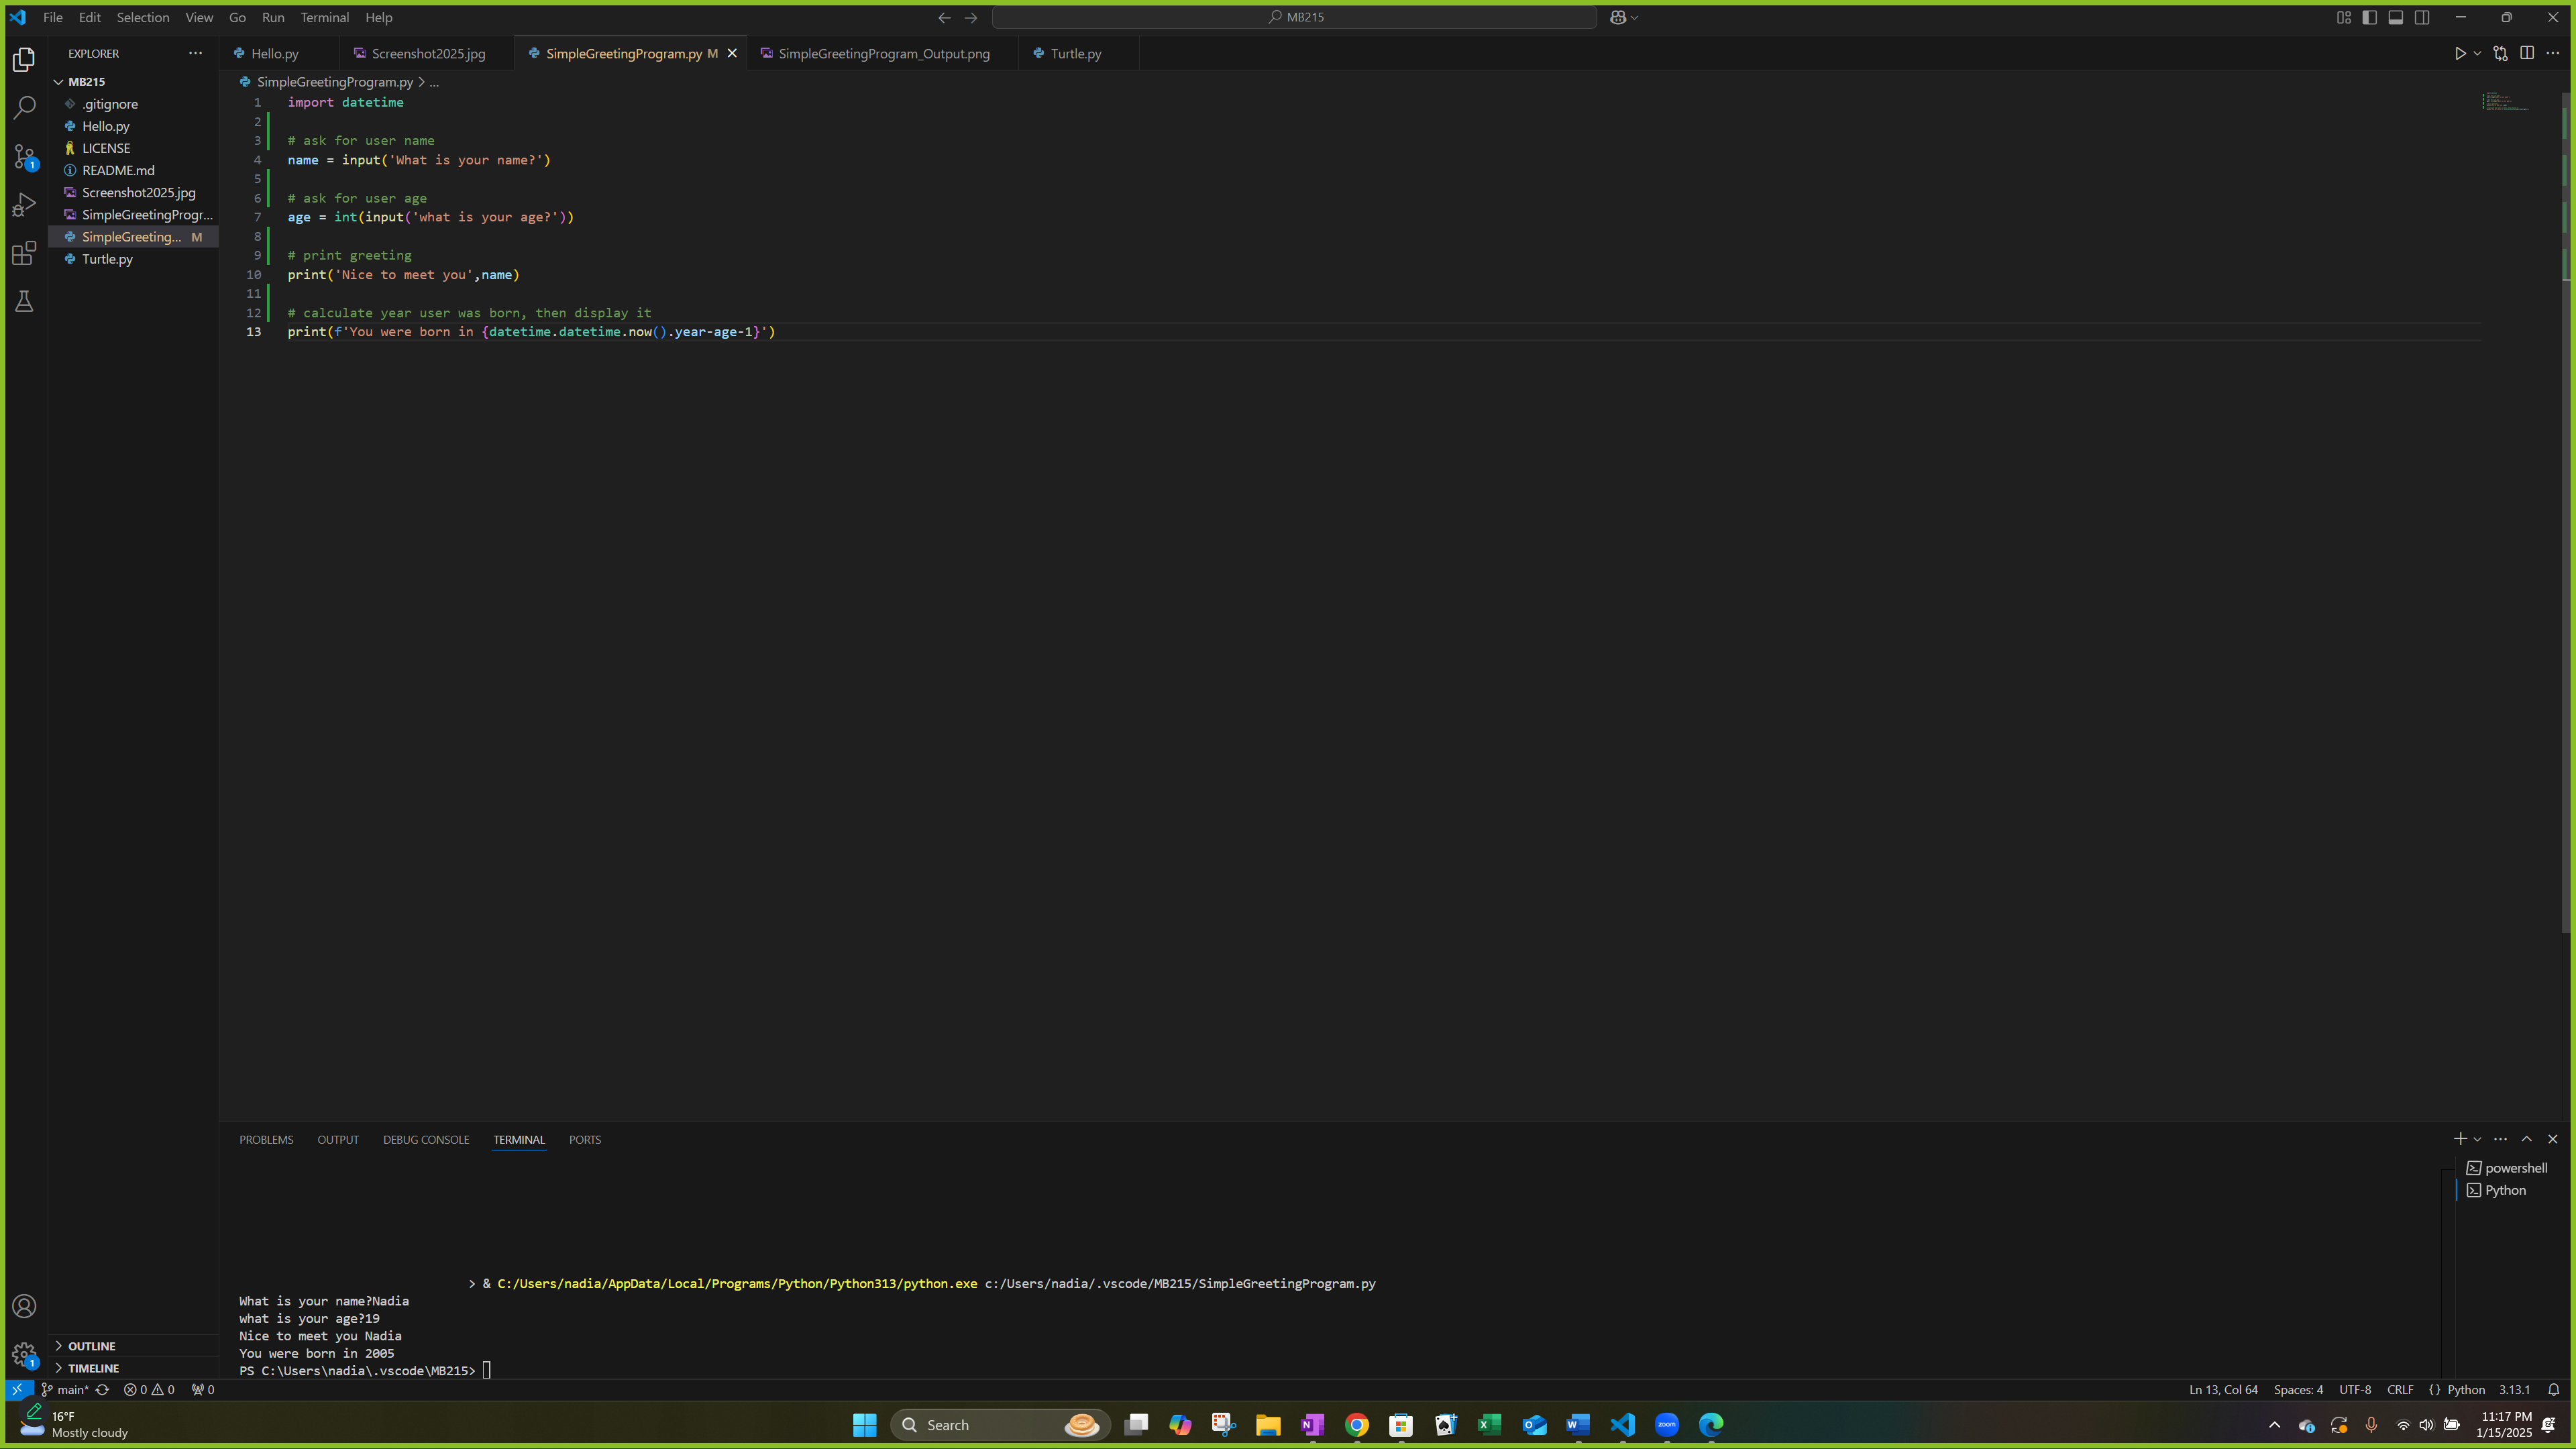 File Edit Selection View Go Run Terminal Help
MB215
EXPLORER
Hello.py
Screenshot2025.jpg
SimpleGreetingProgram.py M
SimpleGreetingProgram_Output.png
Turtle.py
MB215
.gitignore
Hello.py
LICENSE
README.md
Screenshot2025.jpg
SimpleGreetingProgr...
SimpleGreeting... M
Turtle.py
SimpleGreetingProgram.py > ...
1 import datetime
2
3 # ask for user name
4 name = input('What is your name?')
5
6 # ask for user age
7 age = int(input('what is your age?'))
8
9 # print greeting
10 print('Nice to meet you',name)
11
12 # calculate year user was born, then display it
13 print(f'You were born in {datetime.datetime.now().year-age-1}')
1
PROBLEMS OUTPUT DEBUG CONSOLE TERMINAL PORTS
powershell
Python
> & C:/Users/nadia/AppData/Local/Programs/Python/Python313/python.exe c:/Users/nadia/.vscode/MB215/SimpleGreetingProgram.py
What is your name?Nadia
what is your age?19
Nice to meet you Nadia
You were born in 2005
PS C:\Users\nadia\.vscode\MB215>
OUTLINE
TIMELINE
1
main* 0 0 0
Ln 13, Col 64 Spaces: 4 UTF-8 CRLF {} Python 3.13.1
16°F
Mostly cloudy
Search
zoom
11:17 PM
1/15/2025